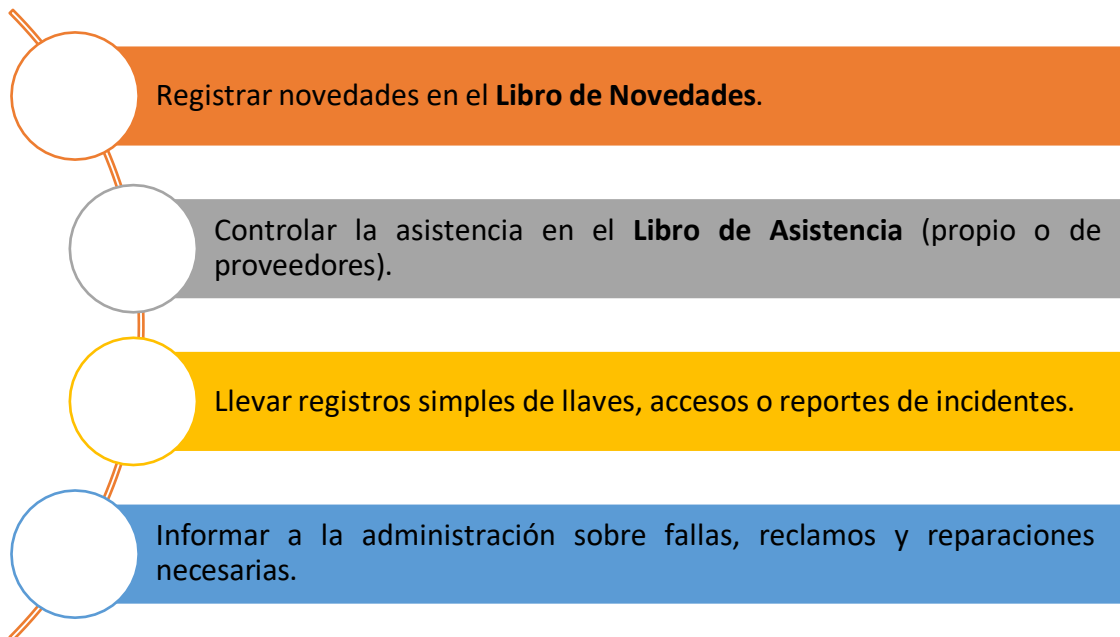 Registrar novedades en el Libro de Novedades.
Controlar la asistencia en el Libro de Asistencia (propio o de
proveedores).
Llevar registros simples de llaves, accesos o reportes de incidentes.
Informar a la administración sobre fallas, reclamos y reparaciones
necesarias.